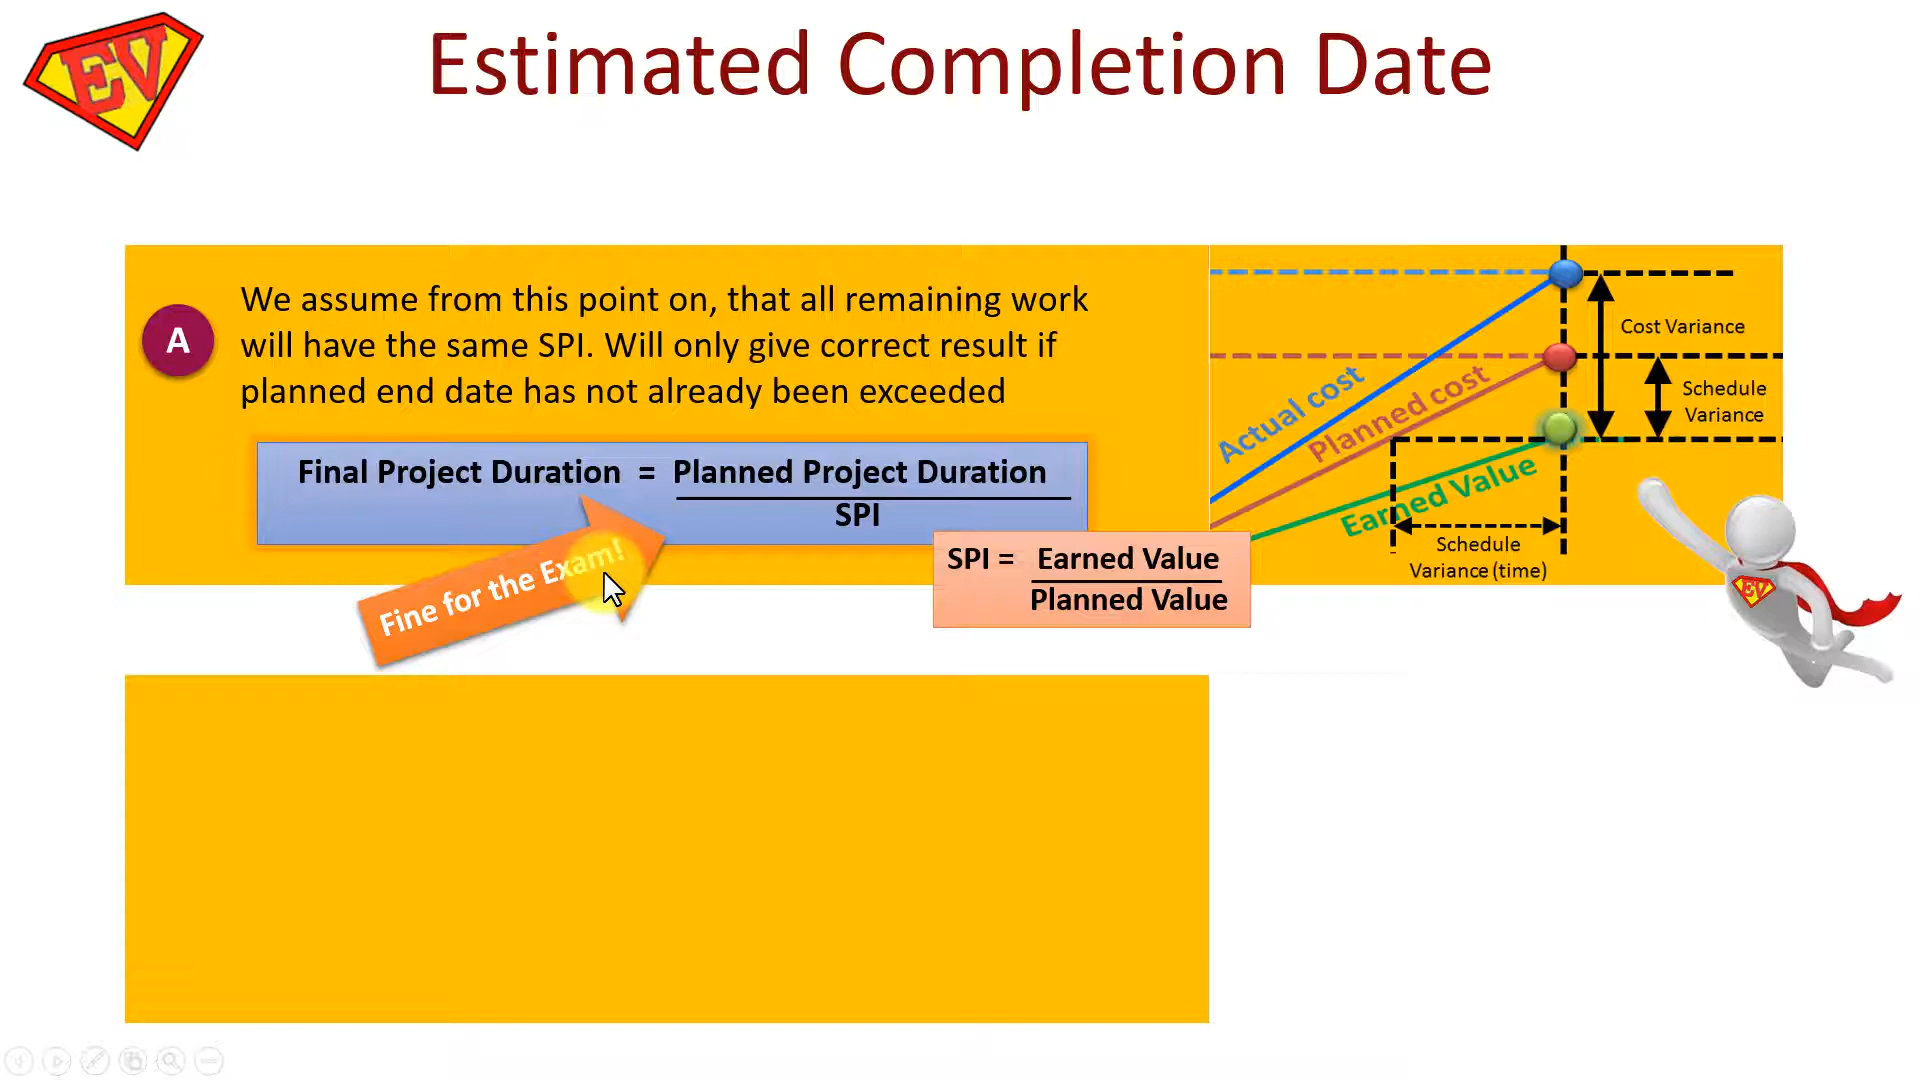 EV
Estimated Completion Date
A
We assume from this point on, that all remaining work
will have the same SPI. Will only give correct result if
planned end date has not already been exceeded
Final Project Duration = Planned Project Duration
SPI
Fine for the Exam!
SPI = Earned Value
Planned Value
Actual cost
Planned cost
Earned Value
Cost Variance
Schedule
Variance
Schedule
Variance (time)
EV